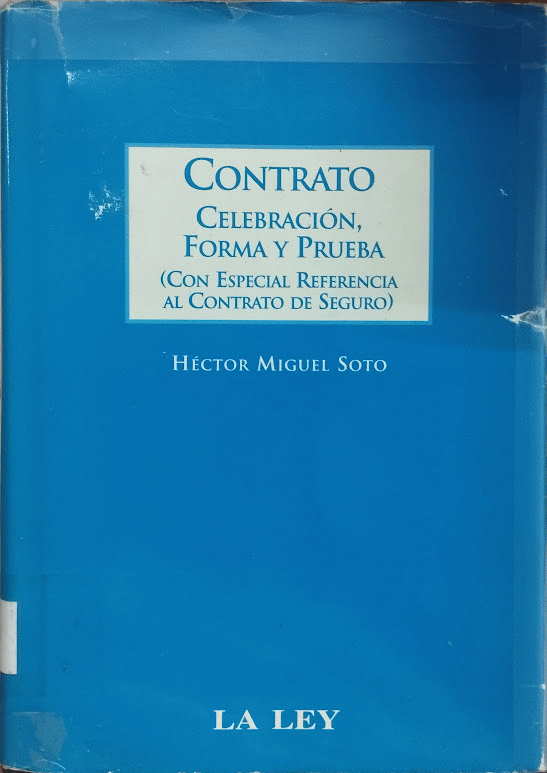 CONTRATO
CELEBRACIÓN,
FORMA Y PRUEBA
(CON ESPECIAL REFERENCIA
AL CONTRATO DE SEGURO)
HÉCTOR MIGUEL SOTO
LA LEY